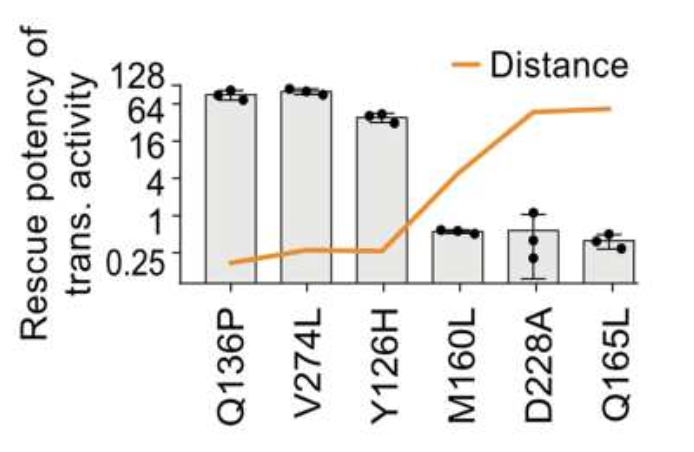 Rescue potency of
trans. activity
128
64
16
4
1
0.25
Distance
Q136P
V274L
Y126H
M160L
D228A
Q165L